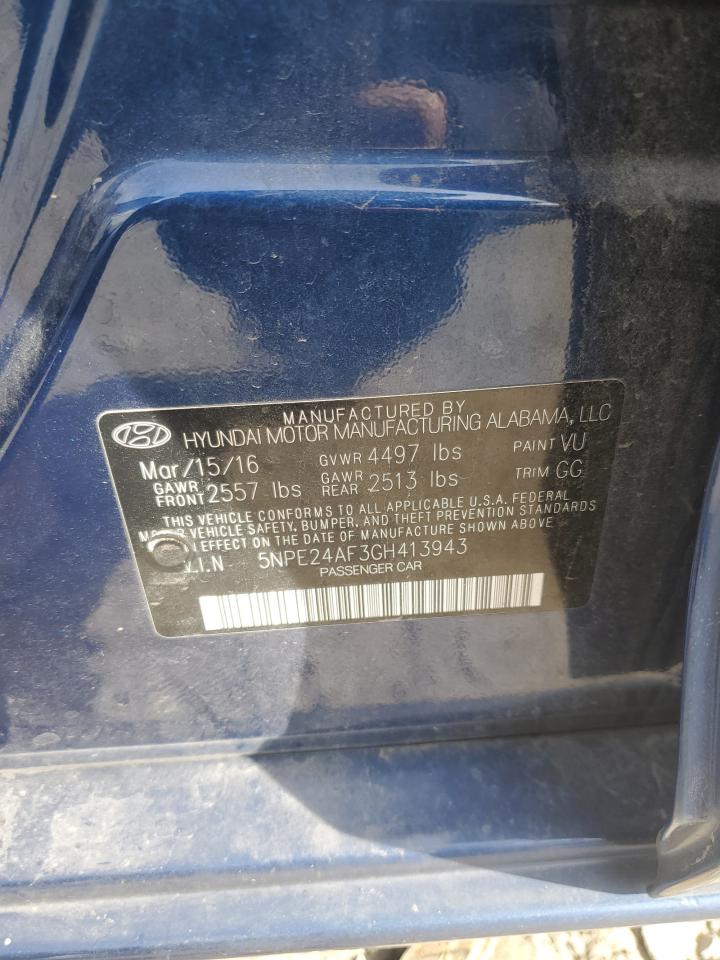 MANUFACTURED BY
HYUNDAI MOTOR MANUFACTURING ALABAMA, LLC
Mar/15/16 GVWR 4497 lbs PAINT VU
GAWR FRONT 2557 lbs GAWR REAR 2513 lbs TRIM GG
THIS VEHICLE CONFORMS TO ALL APPLICABLE U.S.A. FEDERAL
MOTOR VEHICLE SAFETY, BUMPER, AND THEFT PREVENTION STANDARDS
IN EFFECT ON THE DATE OF MANUFACTURE SHOWN ABOVE
V.I.N 5NPE24AF3GH413943
PASSENGER CAR